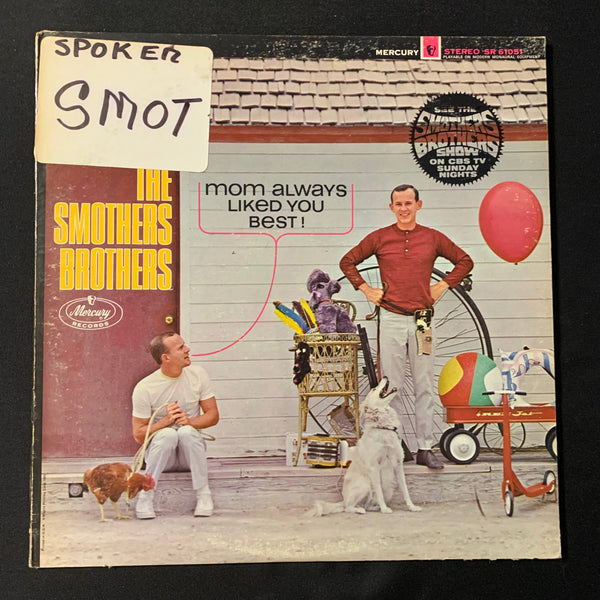 SPOKEN
SMOT
MERCURY
STEREO SR 61051
PLAYABLE ON MODERN MONAURAL EQUIPMENT
SEE THE
SMOTHERS
BROTHERS
SHOW
ON CBS TV
SUNDAY
NIGHTS
THE
SMOTHERS
BROTHERS
Mercury
RECORDS
mom ALWAYS
LIKED YOU
BEST!